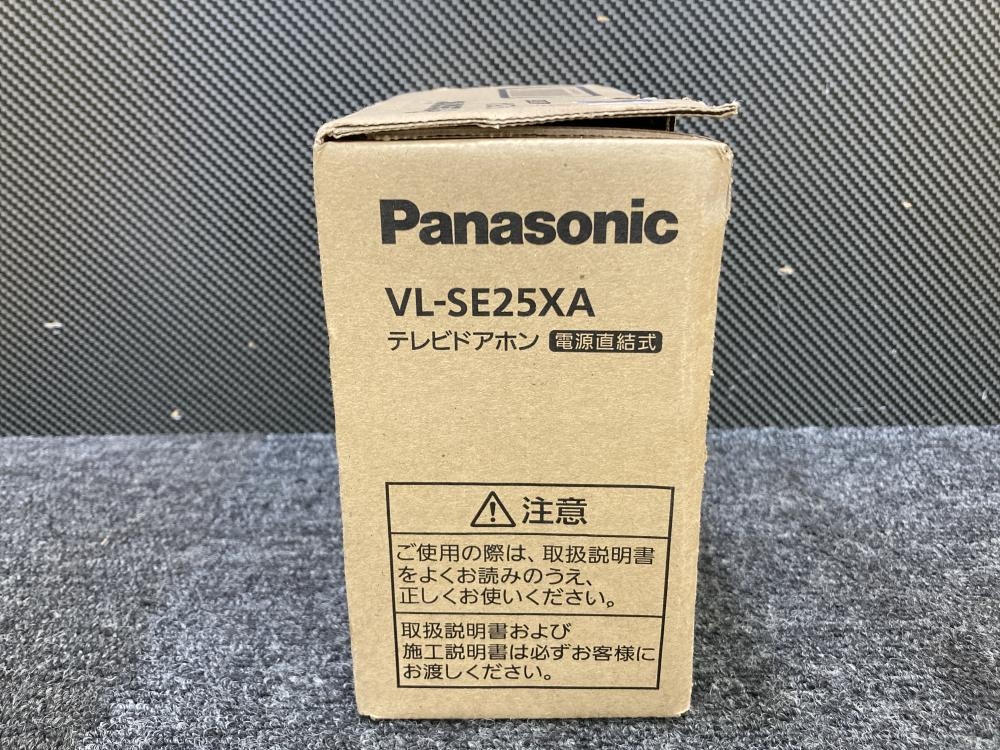 Panasonic
VL-SE25XA
テレビドアホン 電源直結式
注意
ご使用の際は、取扱説明書
をよくお読みのうえ、
正しくお使いください。
取扱説明書および
施工説明書は必ずお客様に
お渡しください。